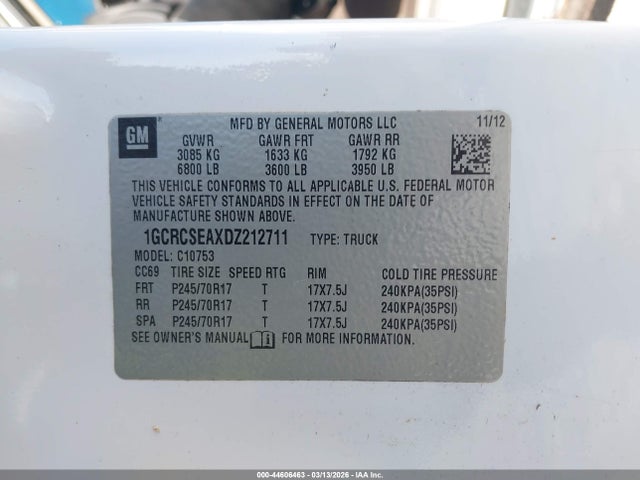 GM
MFD BY GENERAL MOTORS LLC 11/12
GVWR GAWR FRT GAWR RR
3085 KG 1633 KG 1792 KG
6800 LB 3600 LB 3950 LB
THIS VEHICLE CONFORMS TO ALL APPLICABLE U.S. FEDERAL MOTOR
VEHICLE SAFETY STANDARDS IN EFFECT ON THE DATE OF
MANUFACTURE SHOWN ABOVE.
1GCRCSEAXDZ212711 TYPE: TRUCK
MODEL: C10753
CC69 TIRE SIZE SPEED RTG RIM COLD TIRE PRESSURE
FRT P245/70R17 T 17X7.5J 240KPA(35PSI)
RR P245/70R17 T 17X7.5J 240KPA(35PSI)
SPA P245/70R17 T 17X7.5J 240KPA(35PSI)
SEE OWNER'S MANUAL FOR MORE INFORMATION.
000-44606463 - 03/13/2026 - IAA Inc.